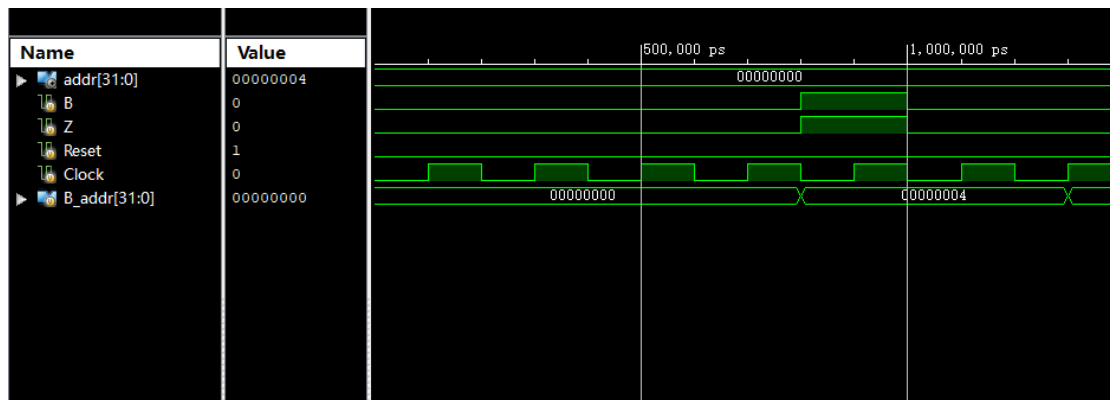 Name Value
500,000 ps 1,000,000 ps
addr[31:0] 00000004 00000000
B 0
Z 0
Reset 1
Clock 0
B_addr[31:0] 00000000 00000000 00000004